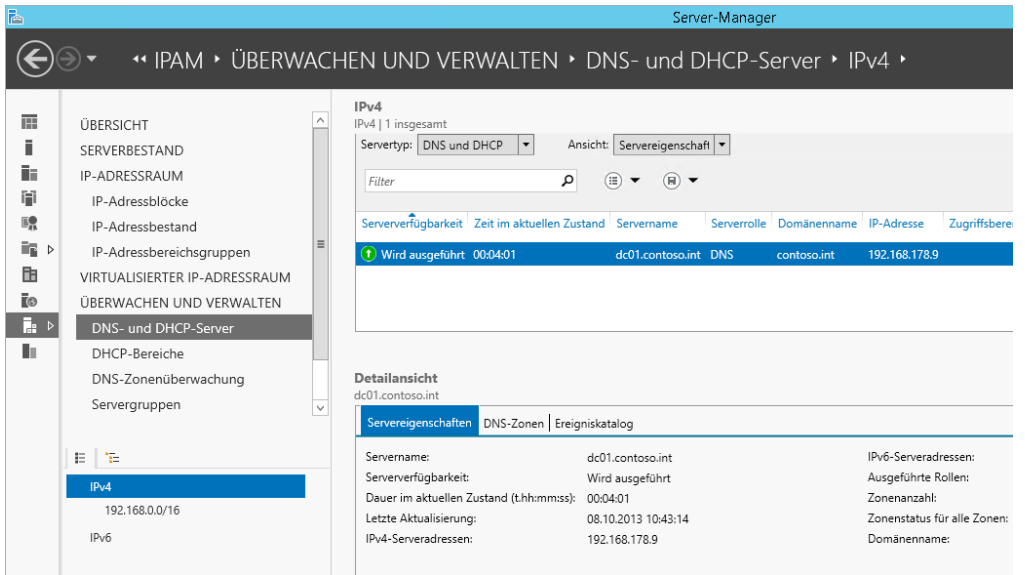 Server-Manager
IPAM ÜBERWACHEN UND VERWALTEN DNS- und DHCP-Server IPv4
ÜBERSICHT
SERVERBESTAND
IP-ADRESSRAUM
IP-Adressblöcke
IP-Adressbestand
IP-Adressbereichsgruppen
VIRTUALISIERTER IP-ADRESSRAUM
ÜBERWACHEN UND VERWALTEN
DNS- und DHCP-Server
DHCP-Bereiche
DNS-Zonenüberwachung
Servergruppen
IPv4
192.168.0.0/16
IPv6
IPv4
IPv4 | 1 insgesamt
Servertyp: DNS und DHCP Ansicht: Servereigenschaft
Filter
Serververfügbarkeit Zeit im aktuellen Zustand Servername Serverrolle Domänenname IP-Adresse Zugriffsbere
Wird ausgeführt 00:04:01 dc01.contoso.int DNS contoso.int 192.168.178.9
Detailansicht
dc01.contoso.int
Servereigenschaften DNS-Zonen Ereigniskatalog
Servername: dc01.contoso.int IPv6-Serveradressen:
Serververfügbarkeit: Wird ausgeführt Ausgeführte Rollen:
Dauer im aktuellen Zustand (t.hh:mm:ss): 00:04:01 Zonenanzahl:
Letzte Aktualisierung: 08.10.2013 10:43:14 Zonenstatus für alle Zonen:
IPv4-Serveradressen: 192.168.178.9 Domänenname: